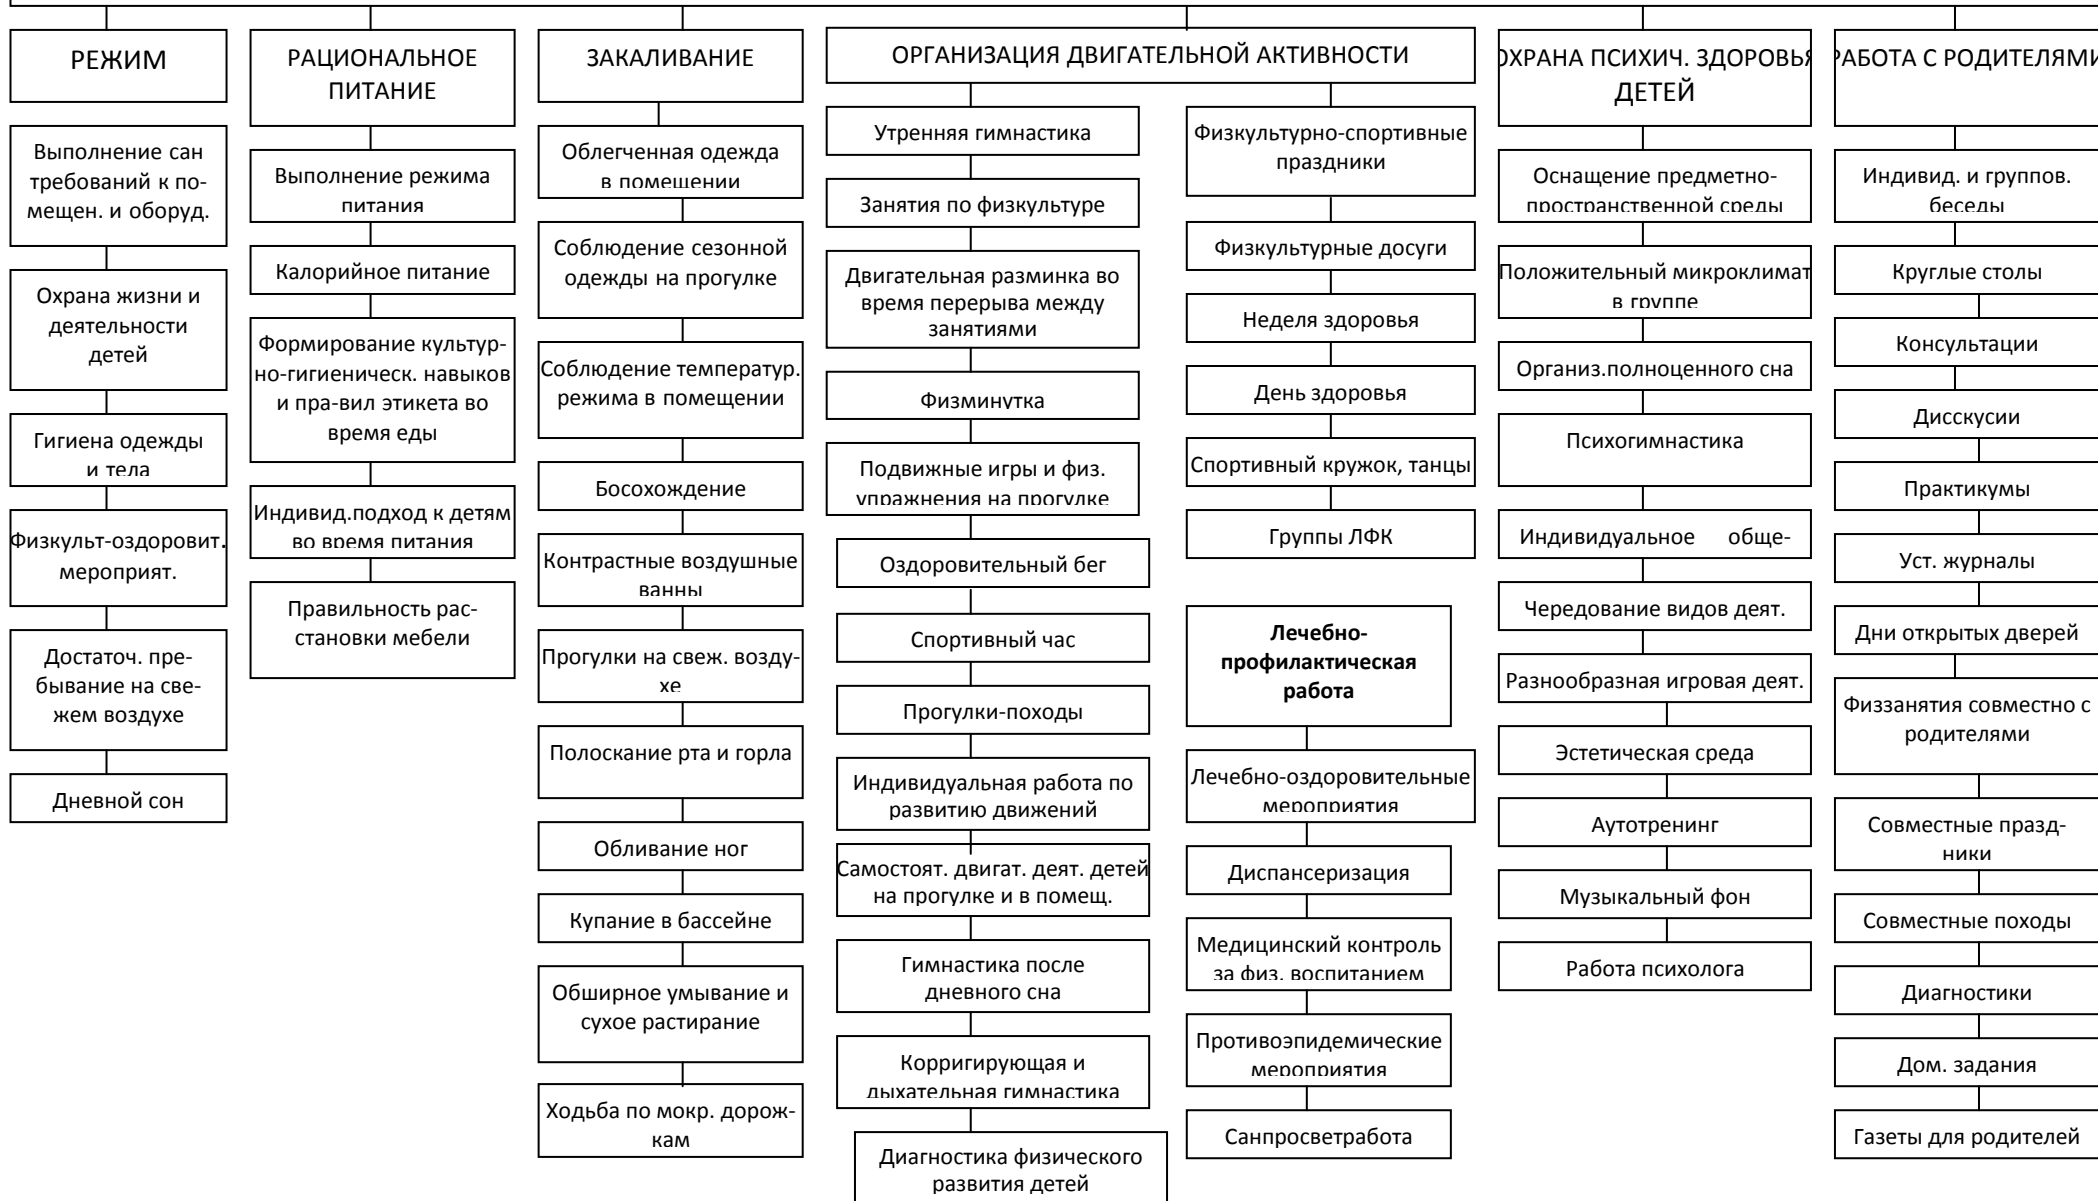 РЕЖИМ
Выполнение сан
требований к по-
мещен. и оборуд.
Охрана жизни и
деятельности
детей
Гигиена одежды
и тела
Физкульт-оздоровит.
мероприят.
Достаточ. пре-
бывание на све-
жем воздухе
Дневной сон
РАЦИОНАЛЬНОЕ
ПИТАНИЕ
Выполнение режима
питания
Калорийное питание
Формирование культур-
но-гигиеническ. навыков
и пра-вил этикета во
время еды
Индивид.подход к детям
во время питания
Правильность рас-
становки мебели
ЗАКАЛИВАНИЕ
Облегченная одежда
в помещении
Соблюдение сезонной
одежды на прогулке
Соблюдение температур.
режима в помещении
Босохождение
Контрастные воздушные
ванны
Прогулки на свеж. возду-
хе
Полоскание рта и горла
Обливание ног
Купание в бассейне
Обширное умывание и
сухое растирание
Ходьба по мокр. дорож-
кам
ОРГАНИЗАЦИЯ ДВИГАТЕЛЬНОЙ АКТИВНОСТИ
Утренняя гимнастика
Занятия по физкультуре
Двигательная разминка во
время перерыва между
занятиями
Физминутка
Подвижные игры и физ.
упражнения на прогулке
Оздоровительный бег
Спортивный час
Прогулки-походы
Индивидуальная работа по
развитию движений
Самостоят. двигат. деят. детей
на прогулке и в помещ.
Гимнастика после
дневного сна
Корригирующая и
дыхательная гимнастика
Диагностика физического
развития детей
Физкультурно-спортивные
праздники
Физкультурные досуги
Неделя здоровья
День здоровья
Спортивный кружок, танцы
Группы ЛФК
Лечебно-
профилактическая
работа
Лечебно-оздоровительные
мероприятия
Диспансеризация
Медицинский контроль
за физ. воспитанием
Противоэпидемические
мероприятия
Санпросветработа
ОХРАНА ПСИХИЧ. ЗДОРОВЬЯ
ДЕТЕЙ
Оснащение предметно-
пространственной среды
Положительный микроклимат
в группе
Организ.полноценного сна
Психогимнастика
Индивидуальное обще-
Чередование видов деят.
Разнообразная игровая деят.
Эстетическая среда
Аутотренинг
Музыкальный фон
Работа психолога
РАБОТА С РОДИТЕЛЯМИ
Индивид. и группов.
беседы
Круглые столы
Консультации
Дисскусии
Практикумы
Уст. журналы
Дни открытых дверей
Физзанятия совместно с
родителями
Совместные празд-
ники
Совместные походы
Диагностики
Дом. задания
Газеты для родителей